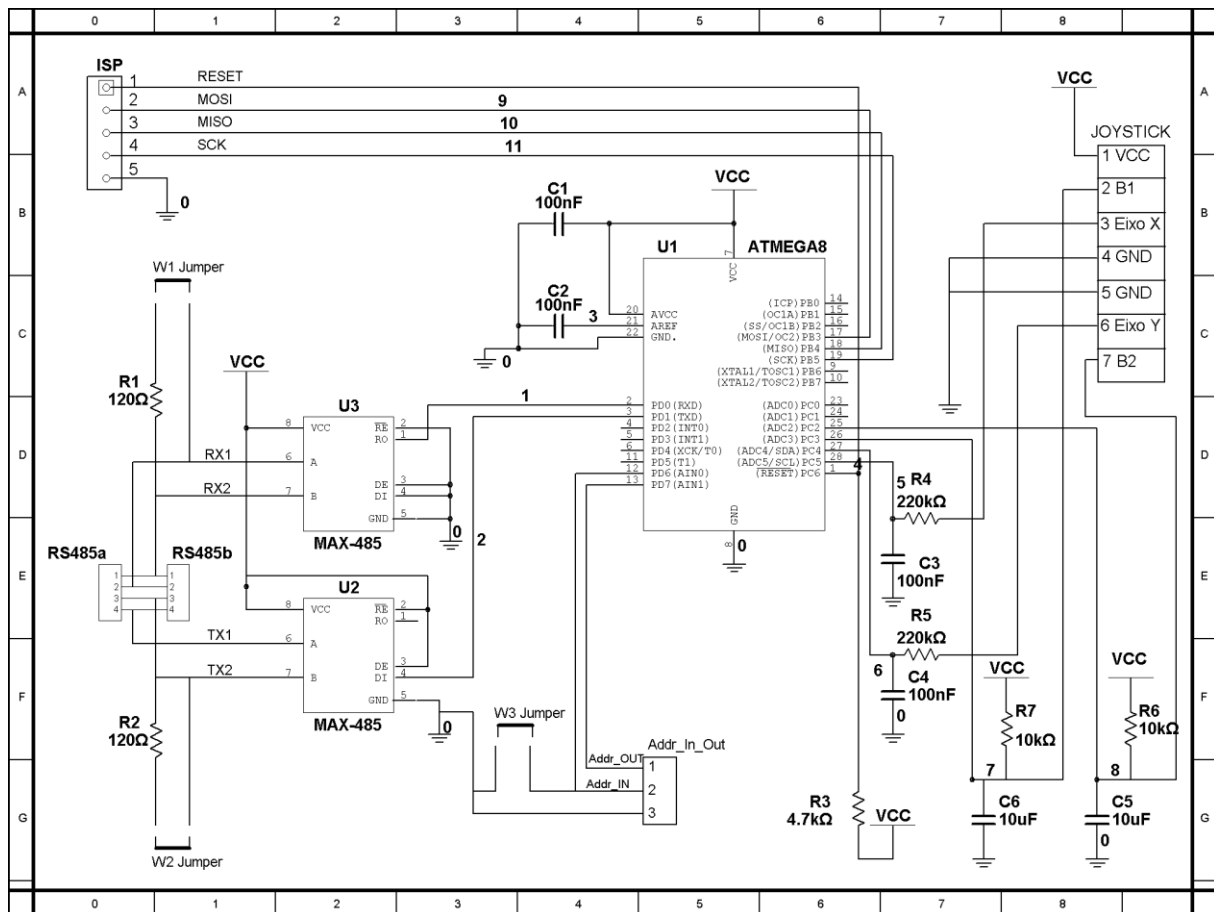 0 1 2 3 4 5 6 7 8
A
A
B
B
C
C
D
D
E
E
F
F
G
G
ISP
1 RESET
2 MOSI 9
3 MISO 10
4 SCK 11
5
0
VCC
JOYSTICK
1 VCC
2 B1
3 Eixo X
4 GND
5 GND
6 Eixo Y
7 B2
C1
100nF
C2
100nF
3
0
VCC
U1 ATMEGA8
7
VCC
20 AVCC
21 AREF
22 GND.
2 PD0(RXD)
3 PD1(TXD)
4 PD2(INT0)
5 PD3(INT1)
6 PD4(XCK/T0)
11 PD5(T1)
12 PD6(AIN0)
13 PD7(AIN1)
(ICP)PB0 14
(OC1A)PB1 15
(SS/OC1B)PB2 16
(MOSI/OC2)PB3 17
(MISO)PB4 18
(SCK)PB5 19
(XTAL1/TOSC1)PB6 9
(XTAL2/TOSC2)PB7 10
(ADC0)PC0 23
(ADC1)PC1 24
(ADC2)PC2 25
(ADC3)PC3 26
(ADC4/SDA)PC4 27
(ADC5/SCL)PC5 28
(RESET)PC6 1
4
GND
8
0
W1 Jumper
VCC
R1
120Ω
U3
8 VCC
6 A
7 B
RE 2
RO 1
DE 3
DI 4
GND 5
MAX-485
RX1
RX2
1
2
0
RS485a
1
2
3
4
RS485b
1
2
3
4
U2
8 VCC
6 A
7 B
RE 2
RO 1
DE 3
DI 4
GND 5
MAX-485
TX1
TX2
0
R2
120Ω
W2 Jumper
W3 Jumper
Addr_In_Out
Addr_OUT 1
Addr_IN 2
3
5
R4
220kΩ
C3
100nF
R5
220kΩ
6
C4
100nF
0
VCC
R7
10kΩ
VCC
R6
10kΩ
7
8
C6
10uF
C5
10uF
0
R3
4.7kΩ
VCC
0 1 2 3 4 5 6 7 8